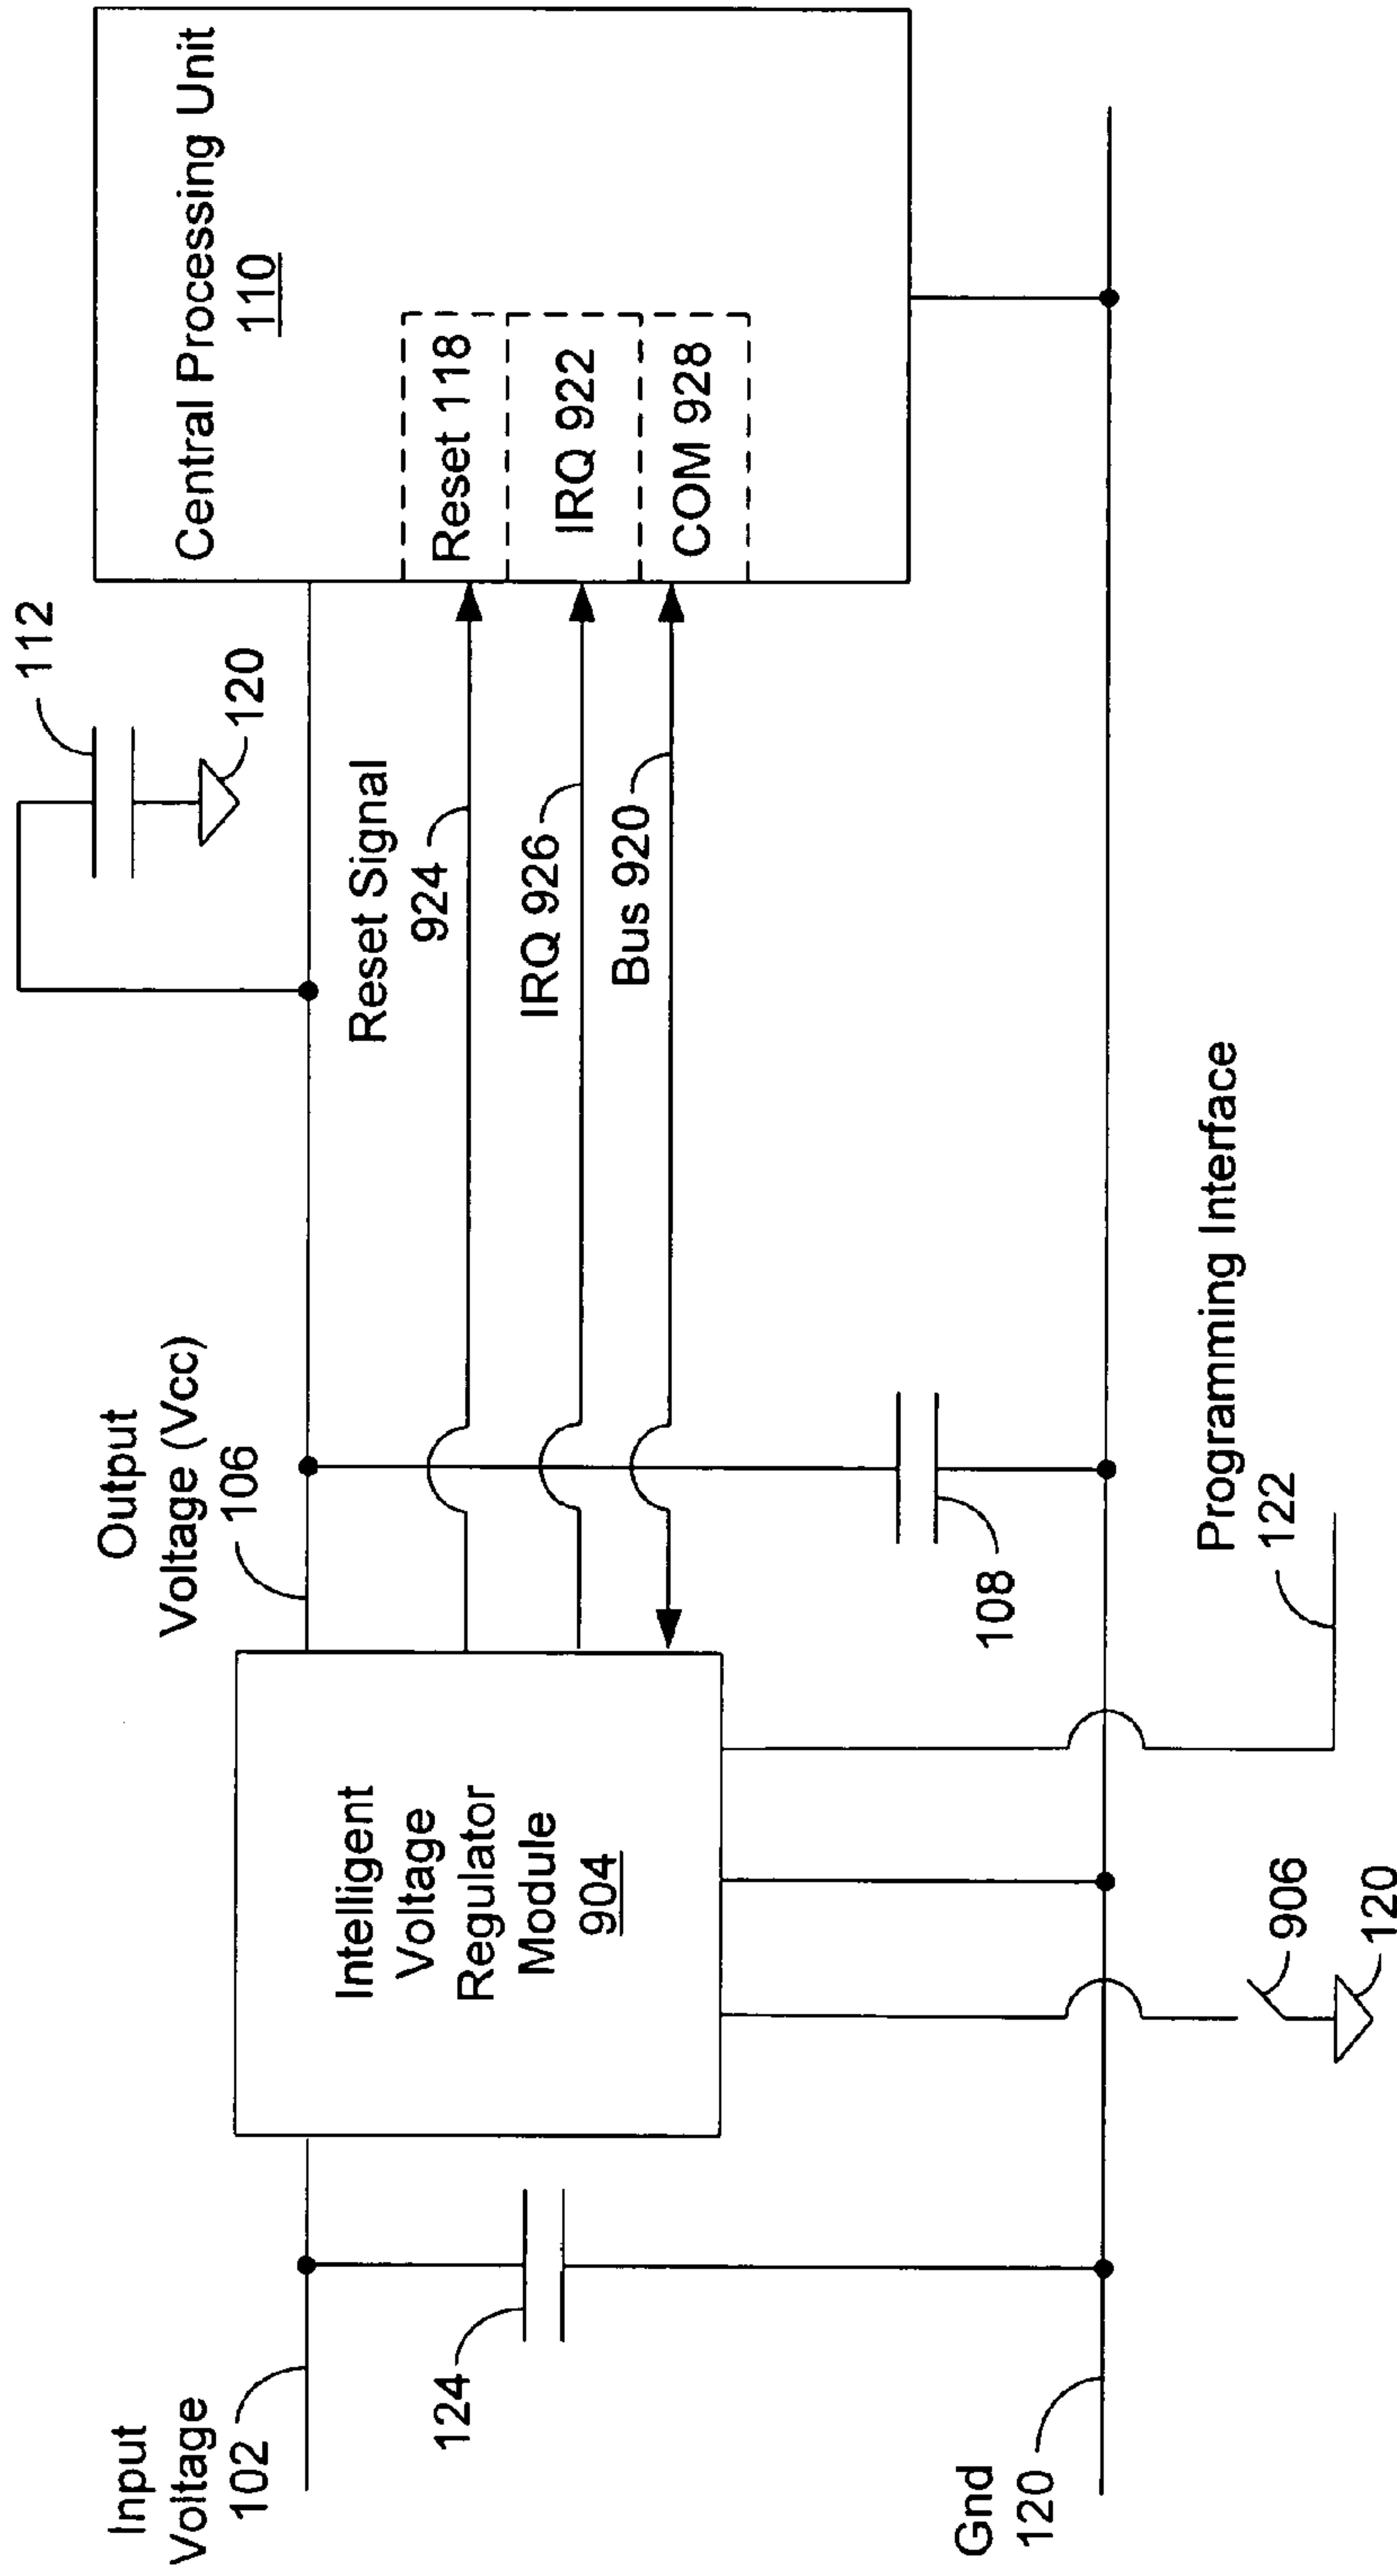 Input
Voltage
102
124
Gnd
120
Intelligent
Voltage
Regulator
Module
904
906
120
Output
Voltage (Vcc)
106
108
Programming Interface
122
Reset Signal
924
IRQ 926
Bus 920
112
120
Central Processing Unit
110
Reset 118
IRQ 922
COM 928